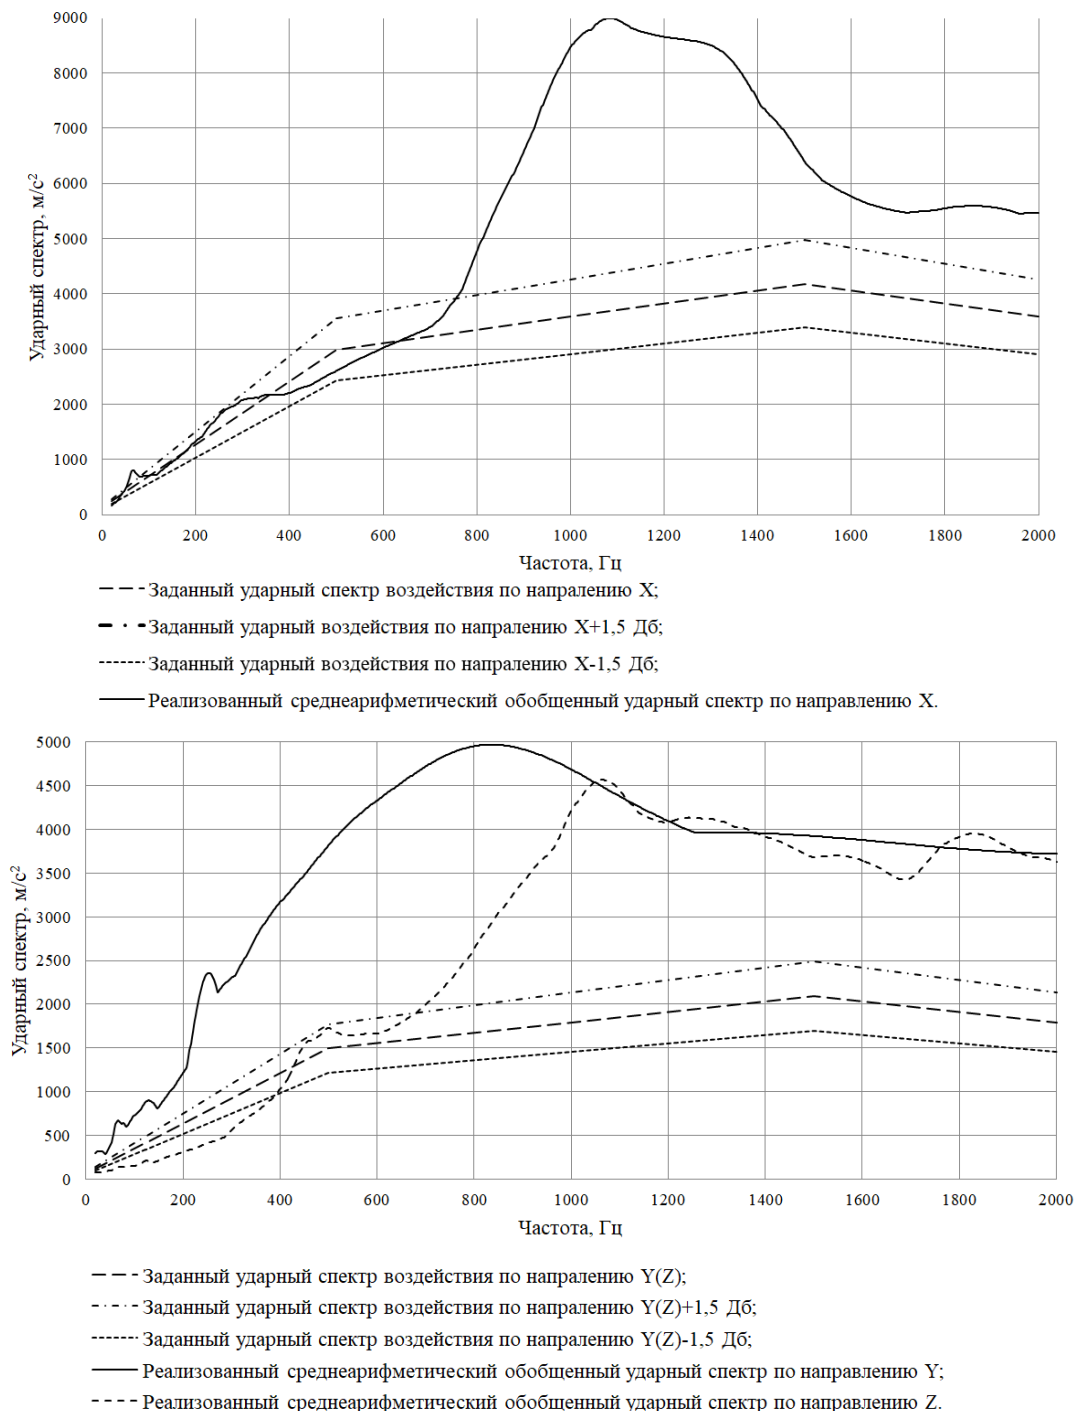 9000
8000
7000
6000
5000
4000
3000
2000
1000
0
Ударный спектр, м/с²
0 200 400 600 800 1000 1200 1400 1600 1800 2000
Частота, Гц
Заданный ударный спектр воздействия по напралению X;
Заданный ударный воздействия по напралению X+1,5 Дб;
Заданный ударный воздействия по напралению X-1,5 Дб;
Реализованный среднеарифметический обобщенный ударный спектр по направлению X.
5000
4500
4000
3500
3000
2500
2000
1500
1000
500
0
Ударный спектр, м/с²
0 200 400 600 800 1000 1200 1400 1600 1800 2000
Частота, Гц
Заданный ударный спектр воздействия по напралению Y(Z);
Заданный ударный спектр воздействия по напралению Y(Z)+1,5 Дб;
Заданный ударный спектр воздействия по напралению Y(Z)-1,5 Дб;
Реализованный среднеарифметический обобщенный ударный спектр по направлению Y;
Реализованный среднеарифметический обобщенный ударный спектр по направлению Z.